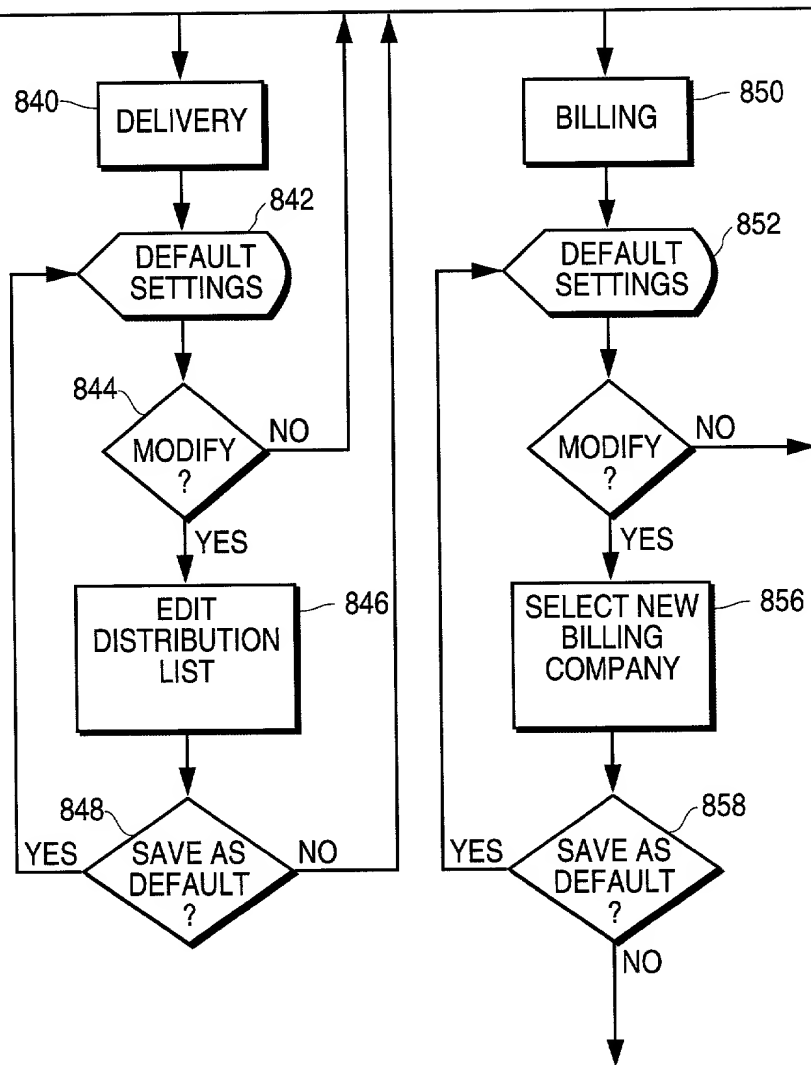 840
DELIVERY
842
DEFAULT
SETTINGS
844
MODIFY
?
NO
YES
EDIT
DISTRIBUTION
LIST
846
848
YES
SAVE AS
DEFAULT
?
NO
BILLING
850
852
DEFAULT
SETTINGS
MODIFY
?
NO
YES
SELECT NEW
BILLING
COMPANY
856
858
YES
SAVE AS
DEFAULT
?
NO